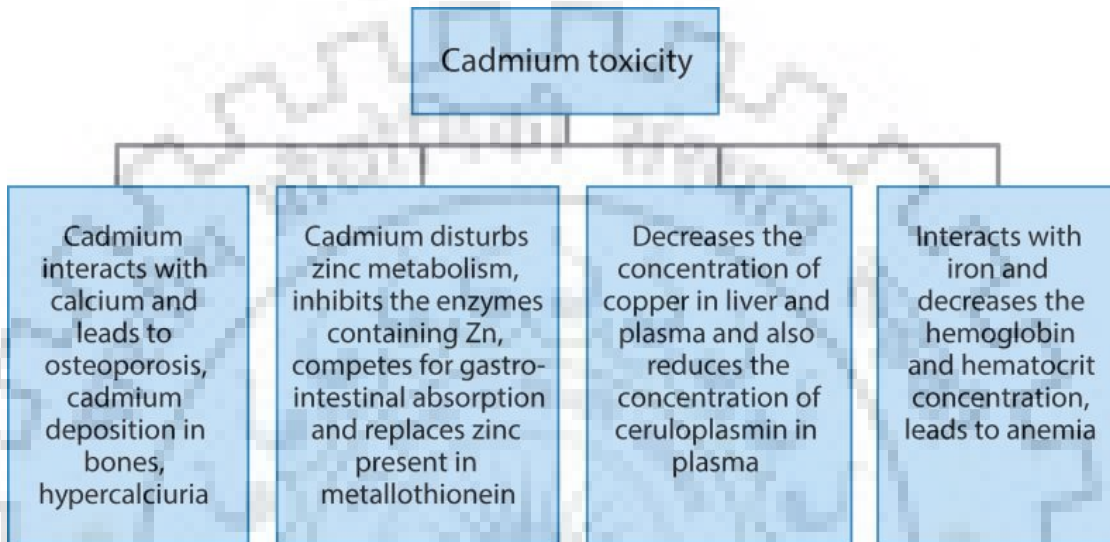 Cadmium toxicity
Cadmium
interacts with
calcium and
leads to
osteoporosis,
cadmium
deposition in
bones,
hypercalciuria
Cadmium disturbs
zinc metabolism,
inhibits the enzymes
containing Zn,
competes for gastro-
intestinal absorption
and replaces zinc
present in
metallothionein
Decreases the
concentration of
copper in liver and
plasma and also
reduces the
concentration of
ceruloplasmin in
plasma
Interacts with
iron and
decreases the
hemoglobin
and hematocrit
concentration,
leads to anemia